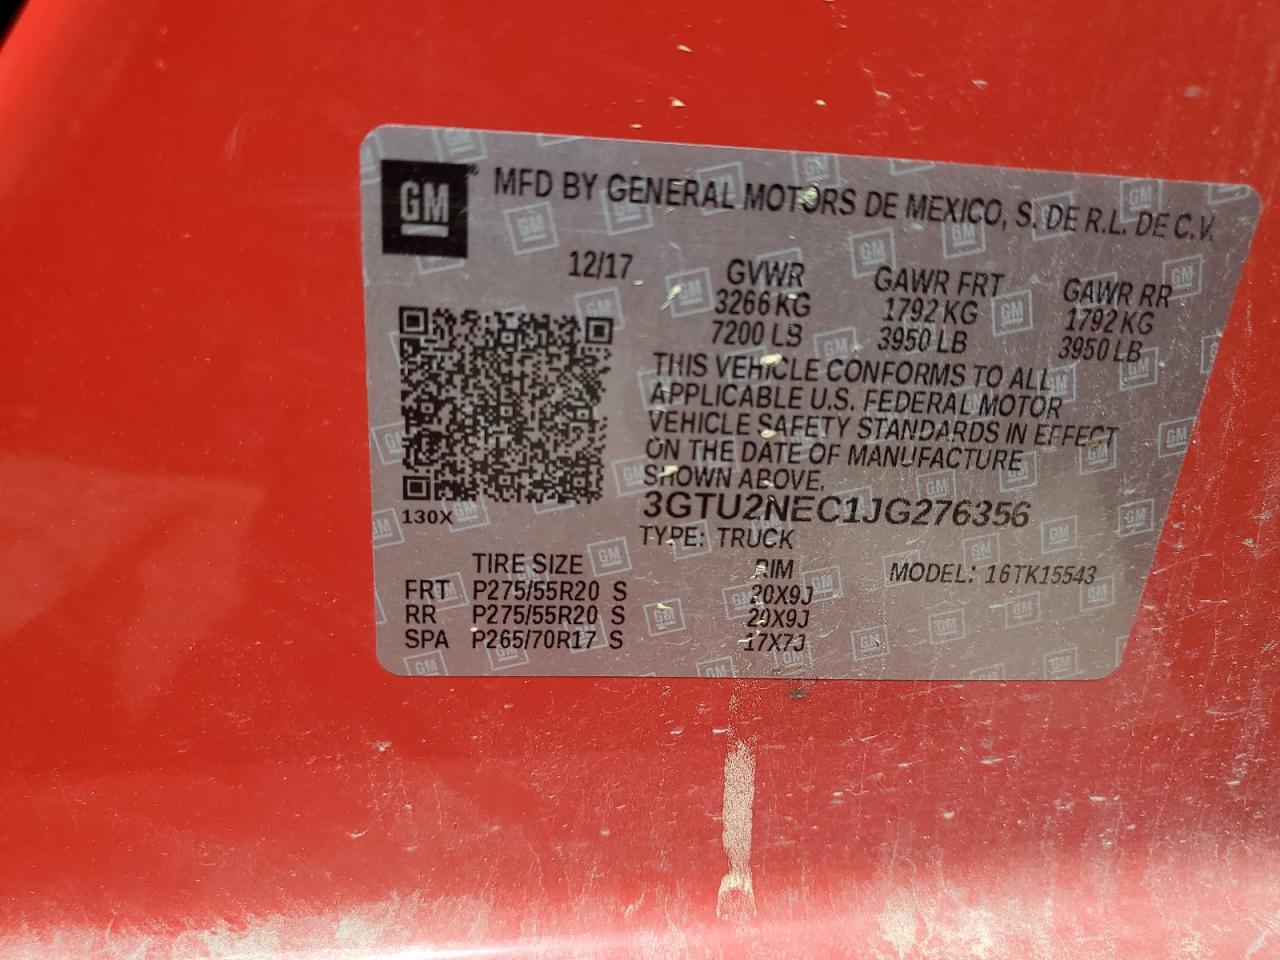 GM® MFD BY GENERAL MOTORS DE MEXICO, S. DE R.L. DE C.V.
12/17 GVWR GAWR FRT GAWR RR
3266 KG 1792 KG 1792 KG
7200 LB 3950 LB 3950 LB
THIS VEHICLE CONFORMS TO ALL
APPLICABLE U.S. FEDERAL MOTOR
VEHICLE SAFETY STANDARDS IN EFFECT
ON THE DATE OF MANUFACTURE
SHOWN ABOVE.
130X 3GTU2NEC1JG276356
TYPE: TRUCK
TIRE SIZE RIM MODEL: 16TK15543
FRT P275/55R20 S 20X9J
RR P275/55R20 S 20X9J
SPA P265/70R17 S 17X7J